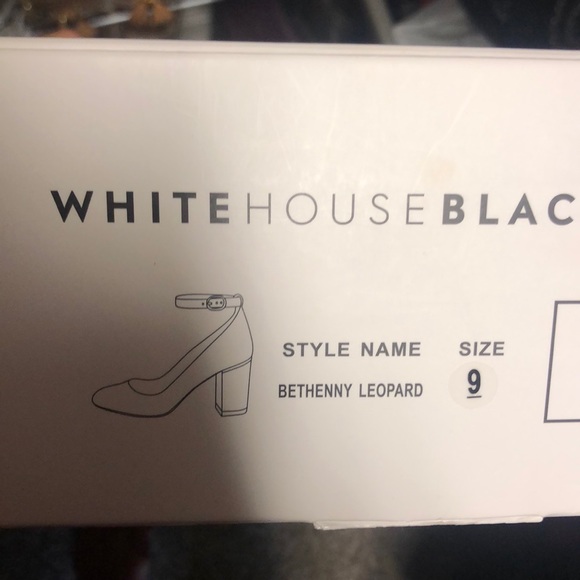 WHITEHOUSEBLAC
STYLE NAME SIZE
BETHENNY LEOPARD 9